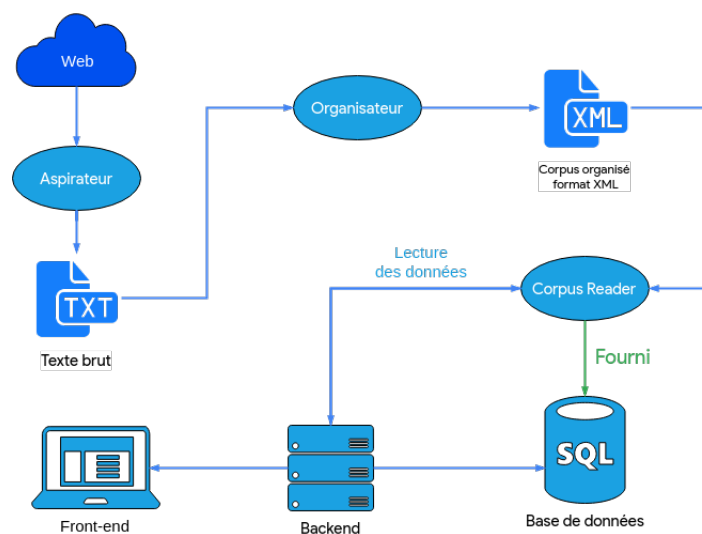 Web
Organisateur
XML
Corpus organisé
format XML
Aspirateur
TXT
Texte brut
Lecture
des données
Corpus Reader
Fourni
SQL
Base de données
Front-end
Backend